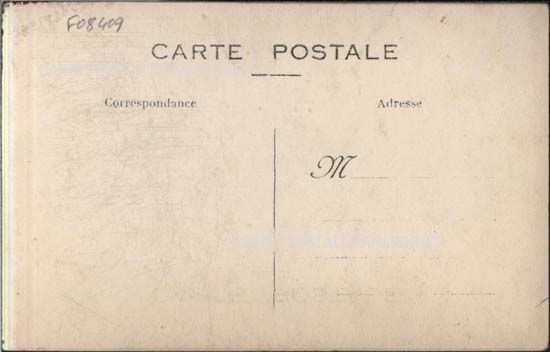 F08409
CARTE POSTALE
Correspondance
Adresse
M